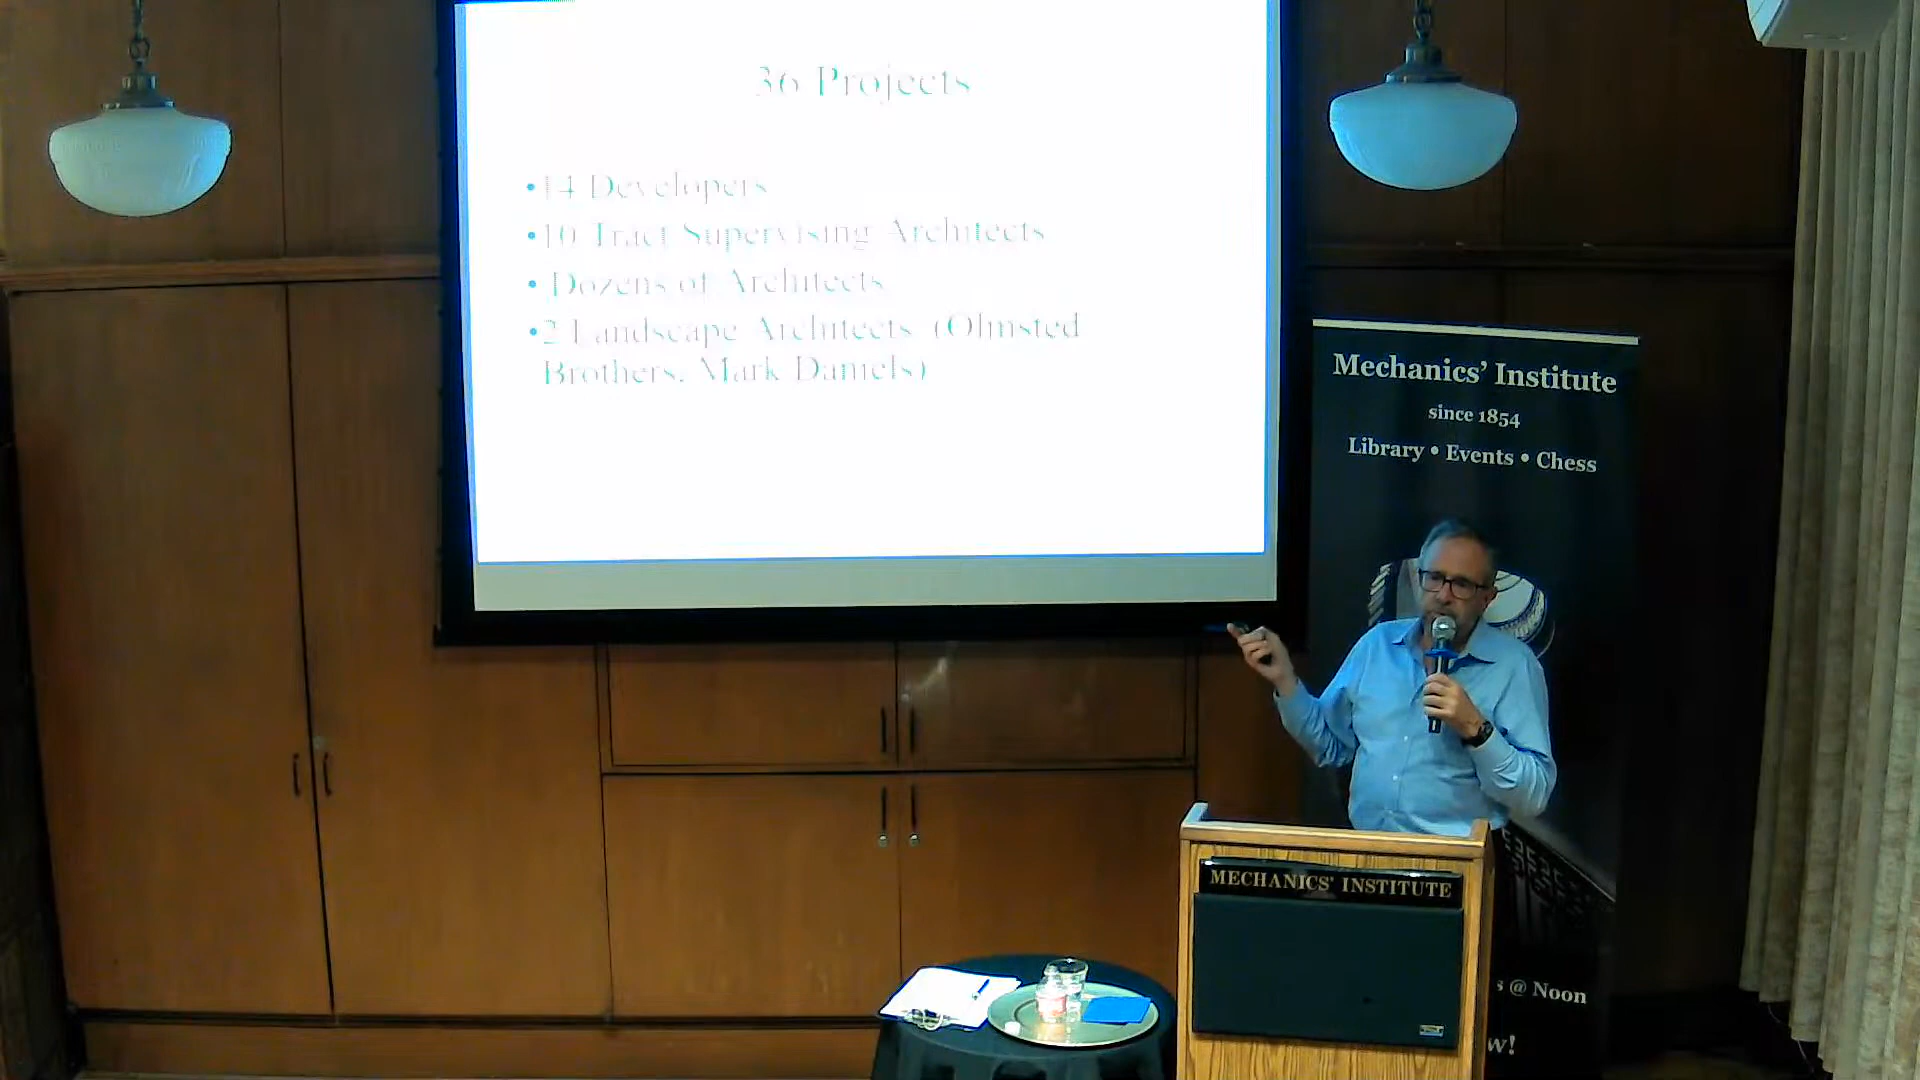 36 Projects
•14 Developers
•10 Tract Supervising Architects
• Dozens of Architects
•2 Landscape Architects (Olmsted
Brothers, Mark Daniels)
Mechanics' Institute
since 1854
Library • Events • Chess
MECHANICS' INSTITUTE
s @ Noon
w!